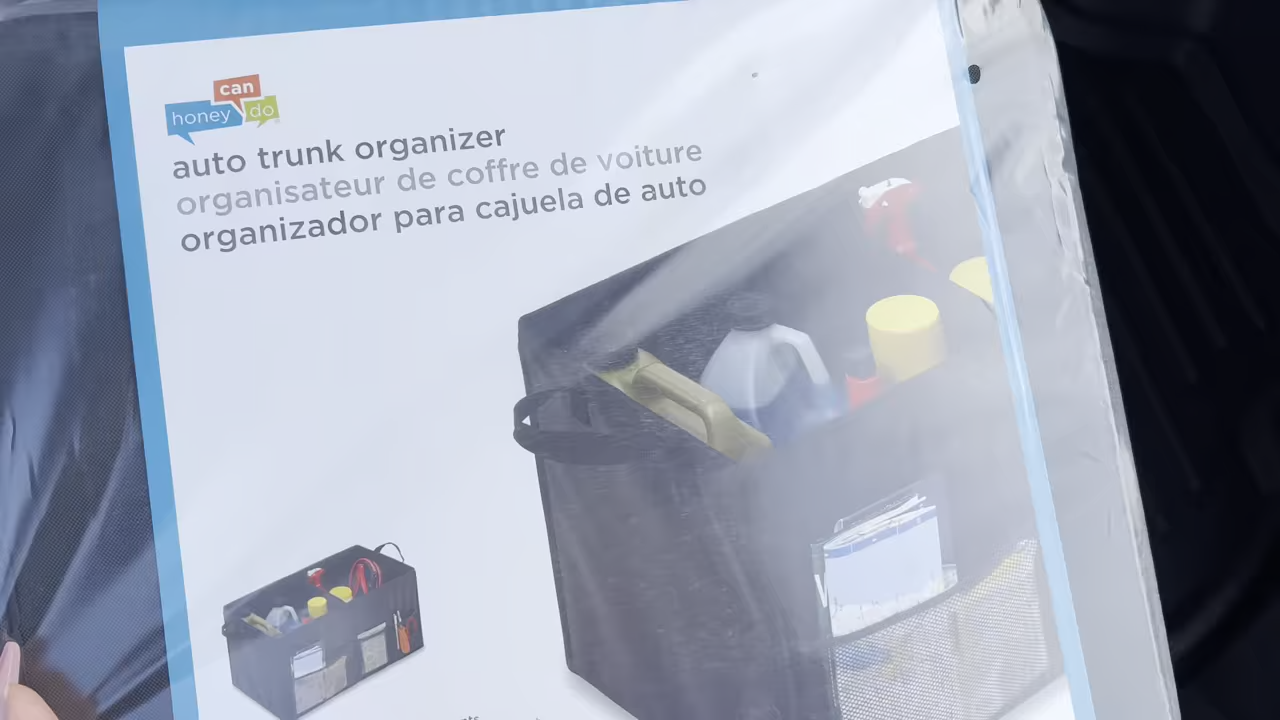 can
honey do
auto trunk organizer
organisateur de coffre de voiture
organizador para cajuela de auto